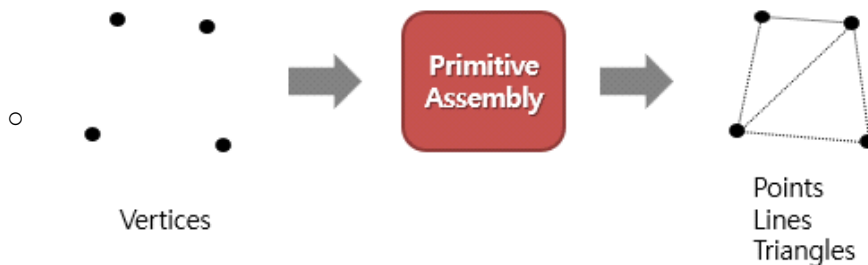 Primitive
Assembly
Vertices
Points
Lines
Triangles